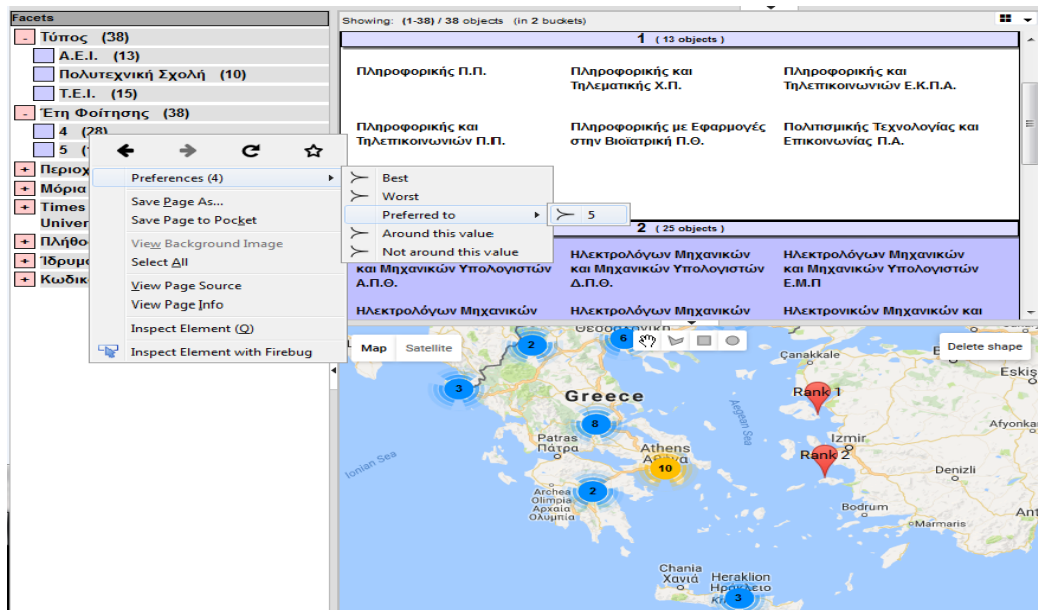 Facets
Τύπος (38)
Α.Ε.Ι. (13)
Πολυτεχνική Σχολή (10)
Τ.Ε.Ι. (15)
Έτη Φοίτησης (38)
4 (28)
5 (
Περιοχ
Μόρια
Times
Univer
Πλήθο
Ίδρυμα
Κωδικ
Preferences (4)
Save Page As...
Save Page to Pocket
View Background Image
Select All
View Page Source
View Page Info
Inspect Element (Q)
Inspect Element with Firebug
Best
Worst
Preferred to
Around this value
Not around this value
5
Showing: (1-38) / 38 objects (in 2 buckets)
1 ( 13 objects )
Πληροφορικής Π.Π.
Πληροφορικής και
Τηλεματικής Χ.Π.
Πληροφορικής και
Τηλεπικοινωνιών Ε.Κ.Π.Α.
Πληροφορικής και
Τηλεπικοινωνιών Π.Π.
Πληροφορικής με Εφαρμογές
στην Βιοϊατρική Π.Θ.
Πολιτισμικής Τεχνολογίας και
Επικοινωνίας Π.Α.
2 ( 25 objects )
και Μηχανικών Υπολογιστών
Α.Π.Θ.
Ηλεκτρολόγων Μηχανικών
και Μηχανικών Υπολογιστών
Δ.Π.Θ.
Ηλεκτρολόγων Μηχανικών
και Μηχανικών Υπολογιστών
Ε.Μ.Π
Ηλεκτρολόγων Μηχανικών
Ηλεκτρολόγων Μηχανικών
Ηλεκτρονικών Μηχανικών και
Map Satellite
Delete shape
2
6
3
8
10
2
3
Çanakkale
Eskiş
Rank 1
Greece
Aegean Sea
Afyonka
Izmir
Rank 2
Patras
Πάτρα
Athens
Αθήνα
Ionian Sea
Denizli
Archea
Olimpia
Αρχαία
Ολυμπία
Bodrum
Marmaris
Ant
Chania
Χανιά
Heraklion
Ηράκλειο